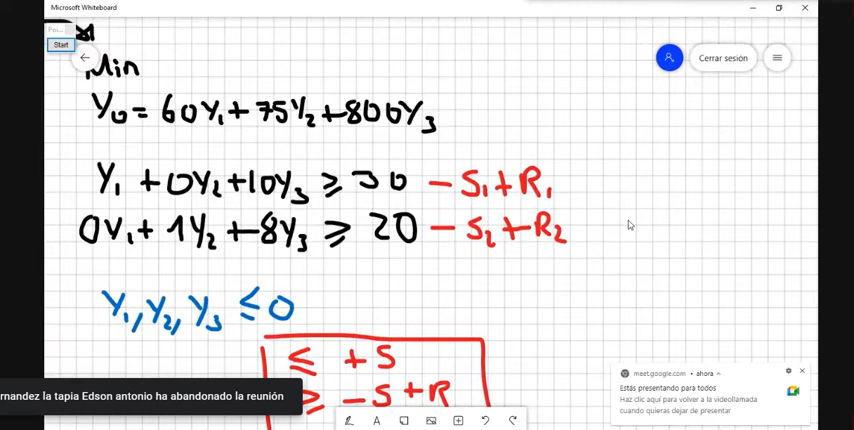 Microsoft Whiteboard
Start
Cerrar sesión
Min
Y₀ = 60Y₁ + 75Y₂ + 800Y₃
Y₁ + 0Y₂ + 10Y₃ ≥ 30 - S₁ + R₁
0Y₁ + 1Y₂ + 8Y₃ ≥ 20 - S₂ + R₂
Y₁, Y₂, Y₃ ≤ 0
≤ + S
≥ - S + R
rnandez la tapia Edson antonio ha abandonado la reunión
meet.google.com • ahora
Estás presentando para todos
Haz clic aquí para volver a la videollamada
cuando quieras dejar de presentar